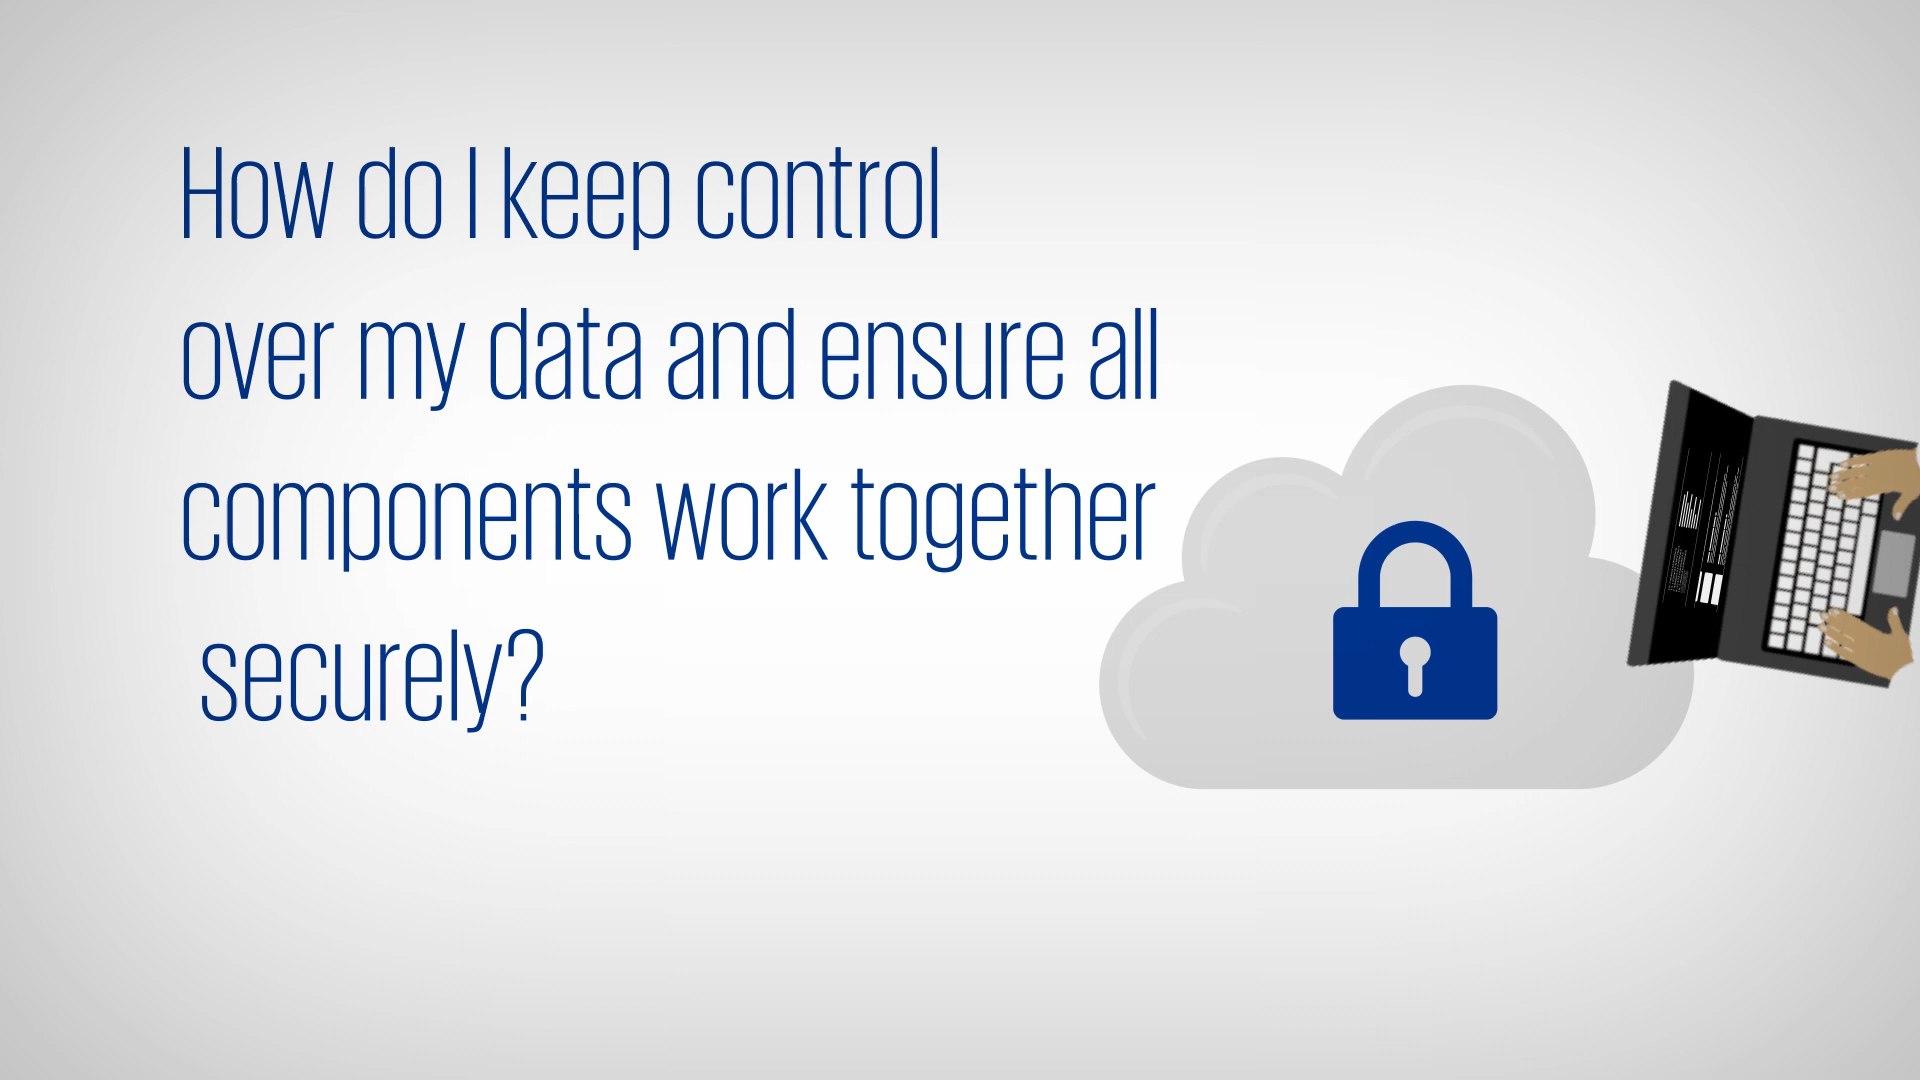 How do I keep control
over my data and ensure all
components work together
securely?